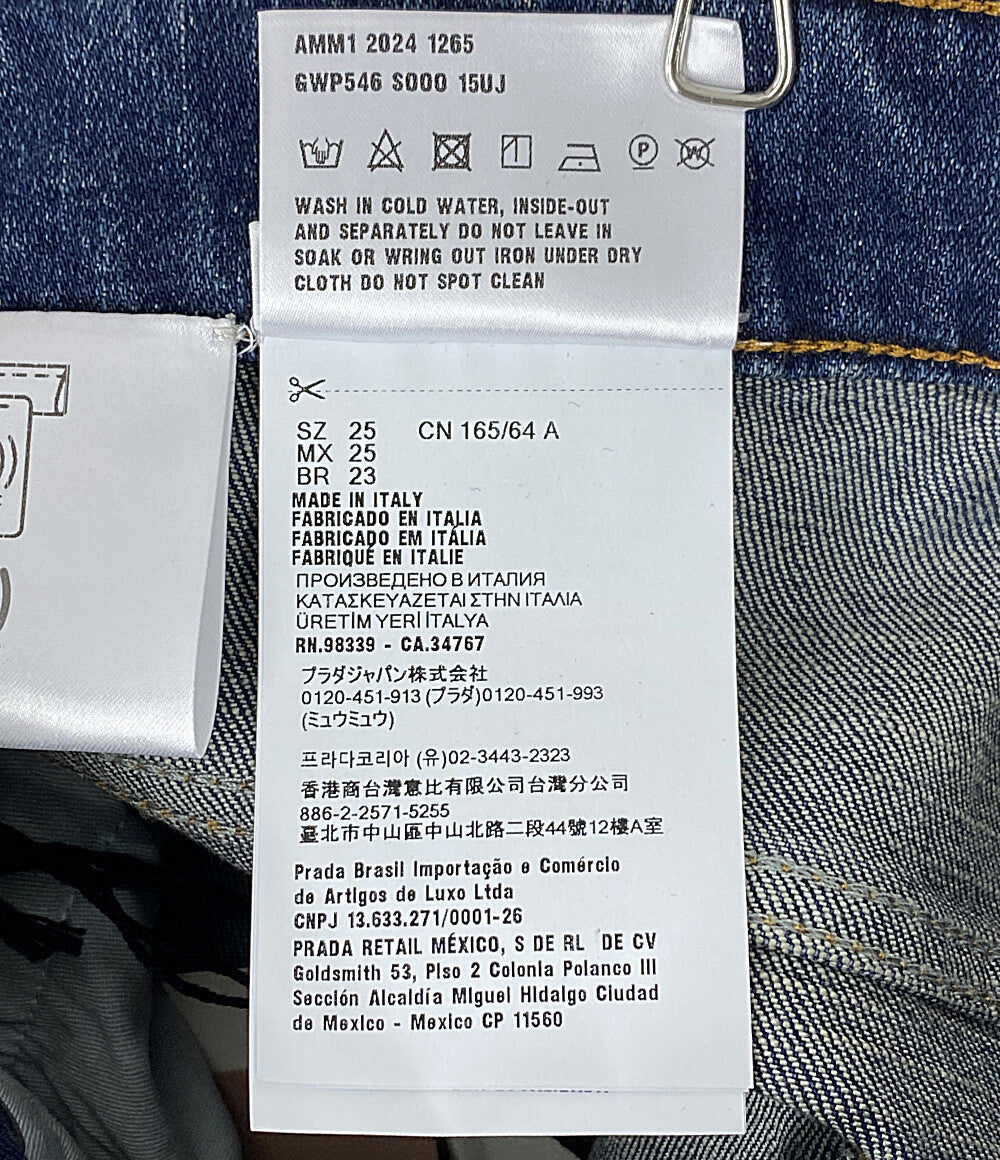 AMM1 2024 1265
GWP546 S000 15UJ
P W
WASH IN COLD WATER, INSIDE-OUT
AND SEPARATELY DO NOT LEAVE IN
SOAK OR WRING OUT IRON UNDER DRY
CLOTH DO NOT SPOT CLEAN
SZ 25 CN 165/64 A
MX 25
BR 23
MADE IN ITALY
FABRICADO EN ITALIA
FABRICADO EM ITÁLIA
FABRIQUÉ EN ITALIE
ПРОИЗВЕДЕНО В ИТАЛИЯ
ΚΑΤΑΣΚΕΥΑΖΕΤΑΙ ΣΤΗΝ ΙΤΑΛΙΑ
ÜRETİM YERİ İTALYA
RN.98339 - CA.34767
プラダジャパン株式会社
0120-451-913 (プラダ)0120-451-993
(ミュウミュウ)
프라다코리아 (유)02-3443-2323
香港商台灣意比有限公司台灣分公司
886-2-2571-5255
臺北市中山區中山北路二段44號12樓A室
Prada Brasil Importação e Comércio
de Artigos de Luxo Ltda
CNPJ 13.633.271/0001-26
PRADA RETAIL MÉXICO, S DE RL DE CV
Goldsmith 53, Piso 2 Colonia Polanco III
Sección Alcaldía Miguel Hidalgo Ciudad
de Mexico - Mexico CP 11560